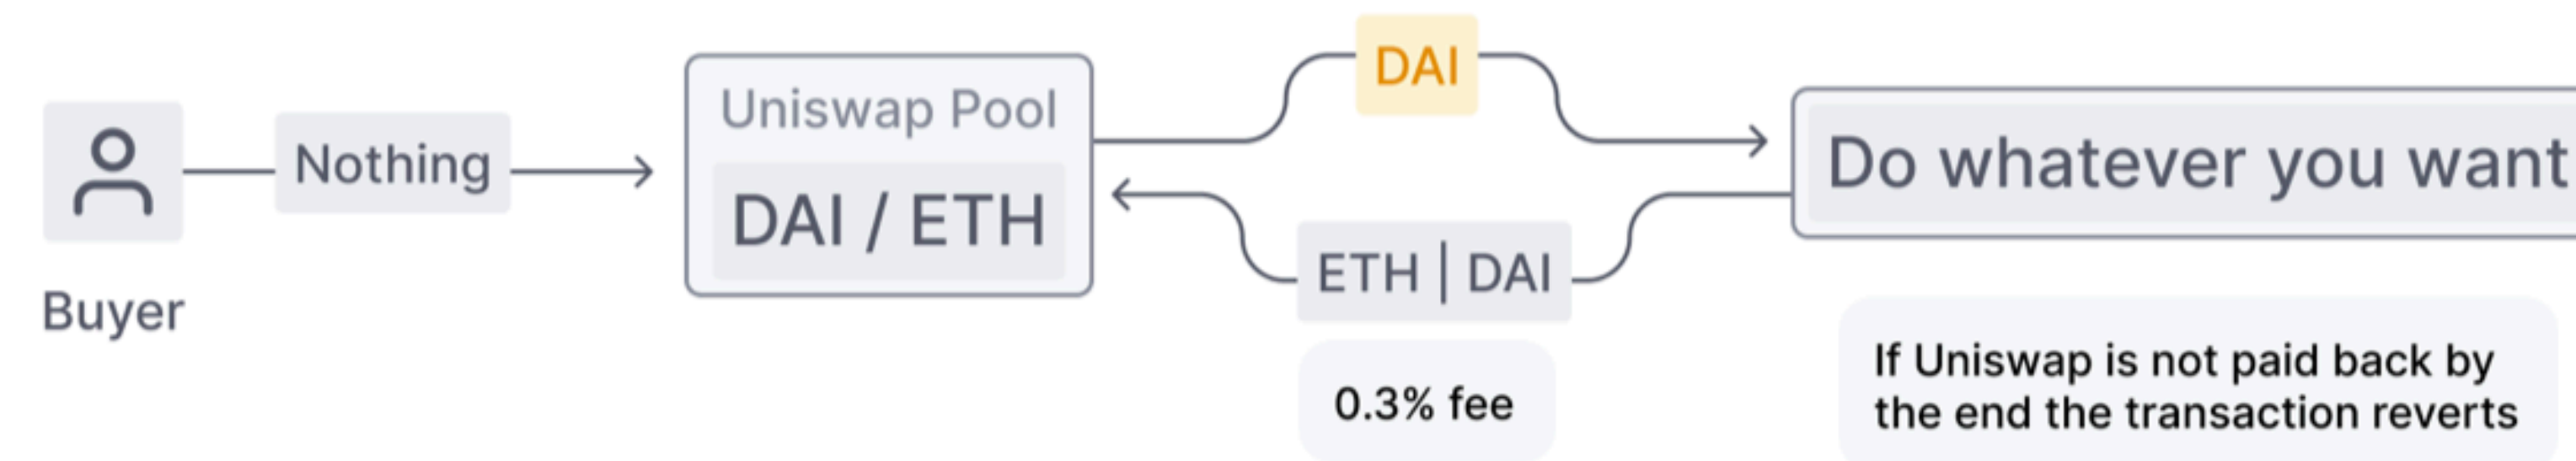 Buyer
Nothing
Uniswap Pool
DAI / ETH
DAI
ETH | DAI
0.3% fee
Do whatever you want
If Uniswap is not paid back by
the end the transaction reverts